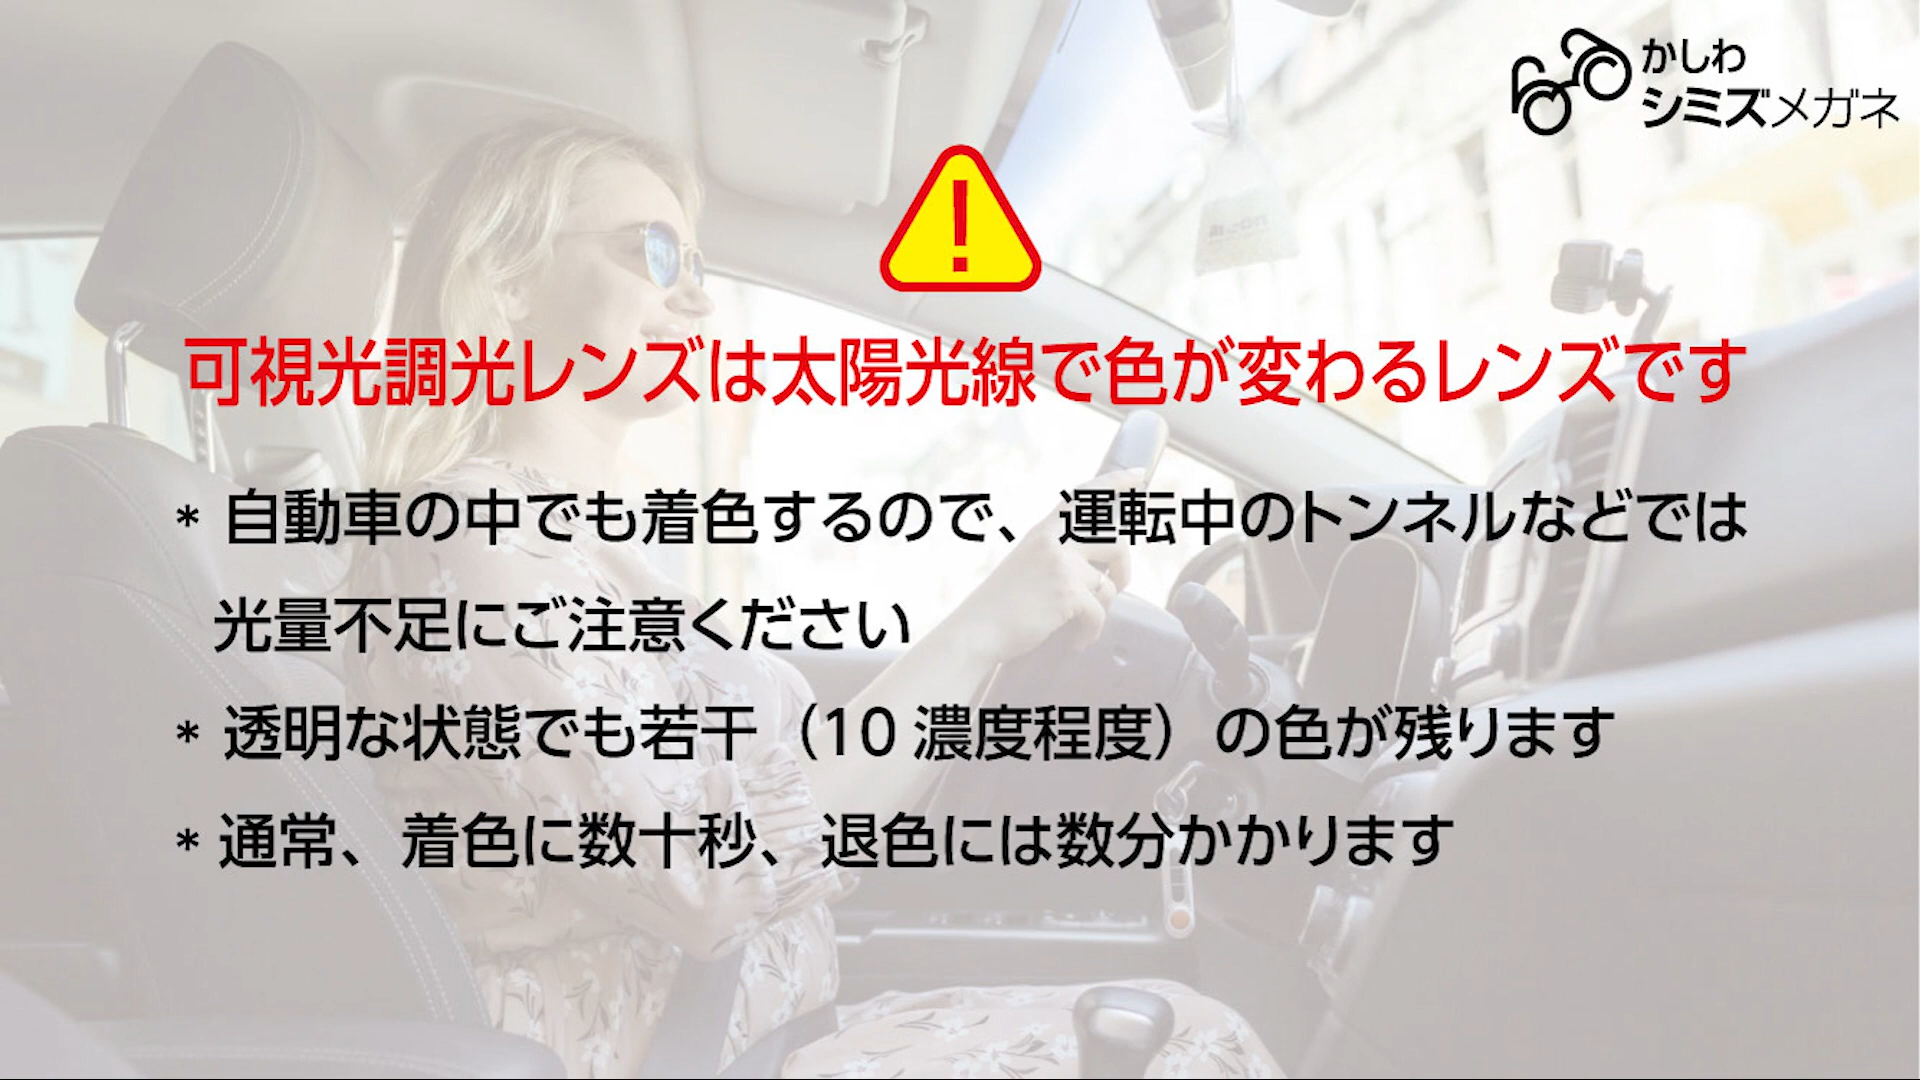 かしわ
シミズメガネ
!
可視光調光レンズは太陽光線で色が変わるレンズです
* 自動車の中でも着色するので、運転中のトンネルなどでは
光量不足にご注意ください
* 透明な状態でも若干（10 濃度程度）の色が残ります
* 通常、着色に数十秒、退色には数分かかります